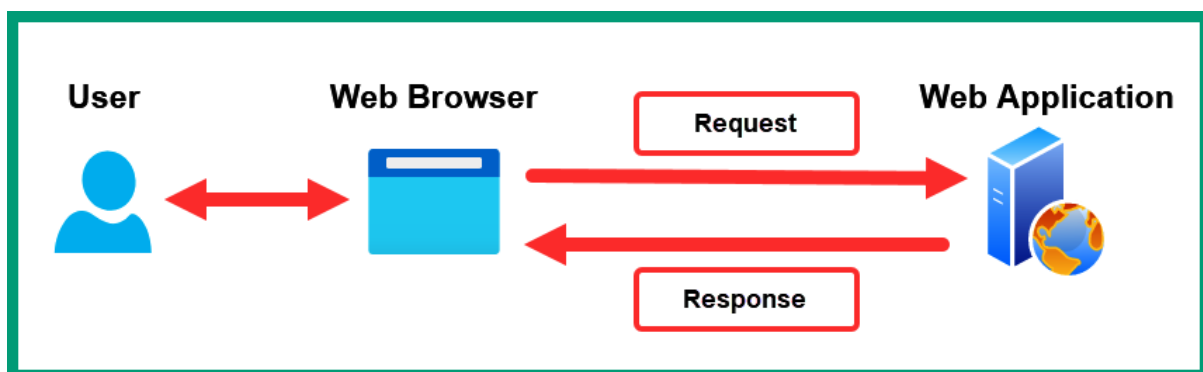 User
Web Browser
Request
Web Application
Response